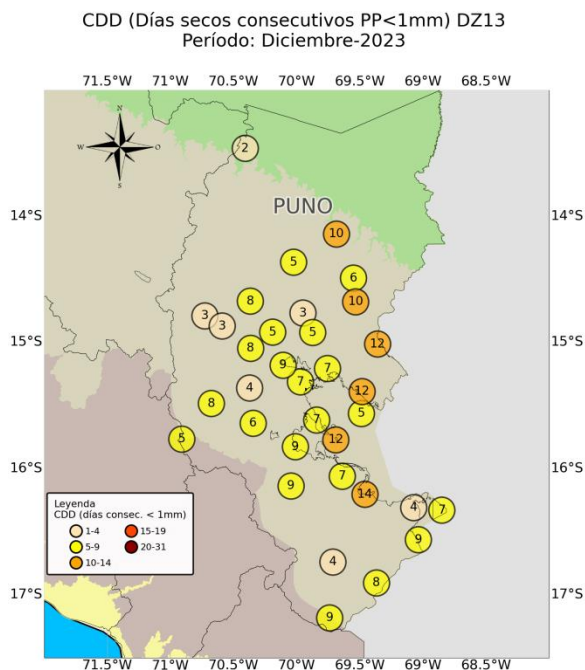 CDD (Días secos consecutivos PP<1mm) DZ13
Período: Diciembre-2023
71.5°W 71°W 70.5°W 70°W 69.5°W 69°W 68.5°W
N
W O
S
2
PUNO
14°S 14°S
10
5
6
8 10
3 3
3
5 5
15°S 15°S
8 12
9 7
7
4 12
8 5
6 7
5 12
9
16°S 16°S
7
9 14
4 7
9
Leyenda
CDD (días consec. < 1mm)
1-4 15-19
5-9 20-31
10-14
4
8
17°S 17°S
9
71.5°W 71°W 70.5°W 70°W 69.5°W 69°W 68.5°W